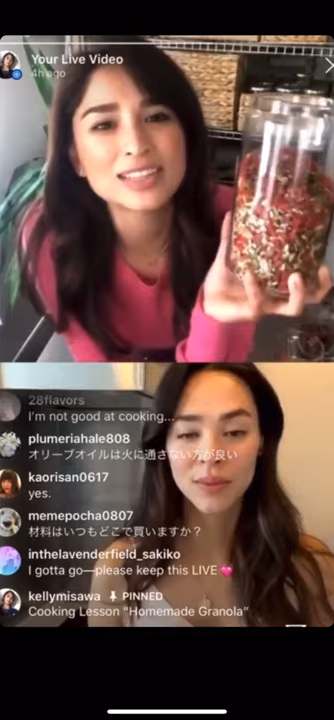 Your Live Video
4h ago
28flavors
I'm not good at cooking...
plumeriahale808
オリーブオイルは火に通さない方が良い
kaorisan0617
yes.
memepocha0807
材料はいつもどこで買いますか？
inthelavenderfield_sakiko
I gotta go—please keep this LIVE 💗
kellymisawa PINNED
Cooking Lesson “Homemade Granola”